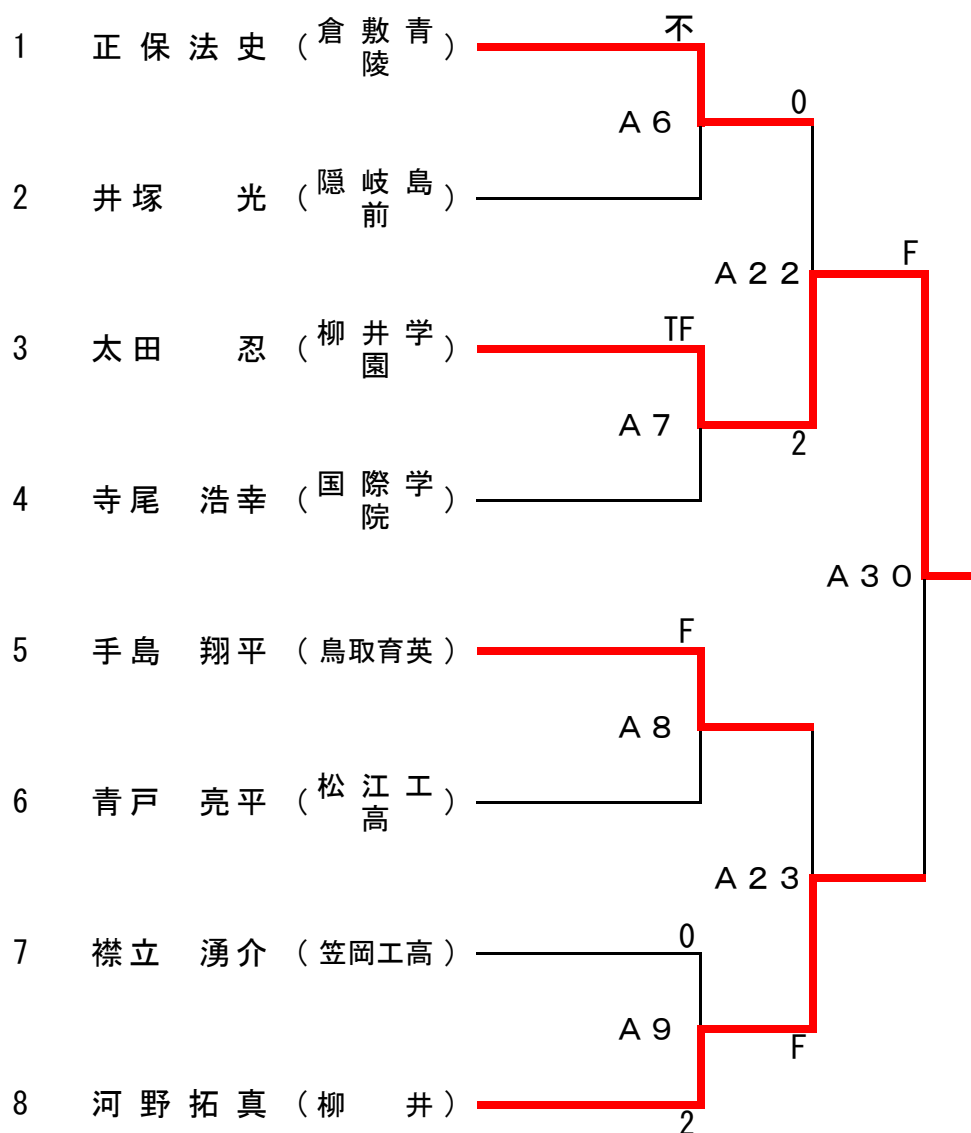 1 正保法史 (倉敷青陵) 不
0
A6
2 井塚 光 (隠岐島前)
A22 F
3 太田 忍 (柳井学園) TF
A7
2
4 寺尾 浩幸 (国際学院)
A30
5 手島 翔平 (鳥取育英) F
A8
6 青戸 亮平 (松江工高)
A23
7 襟立 湧介 (笠岡工高) 0
A9
F
8 河野拓真 (柳 井)
2